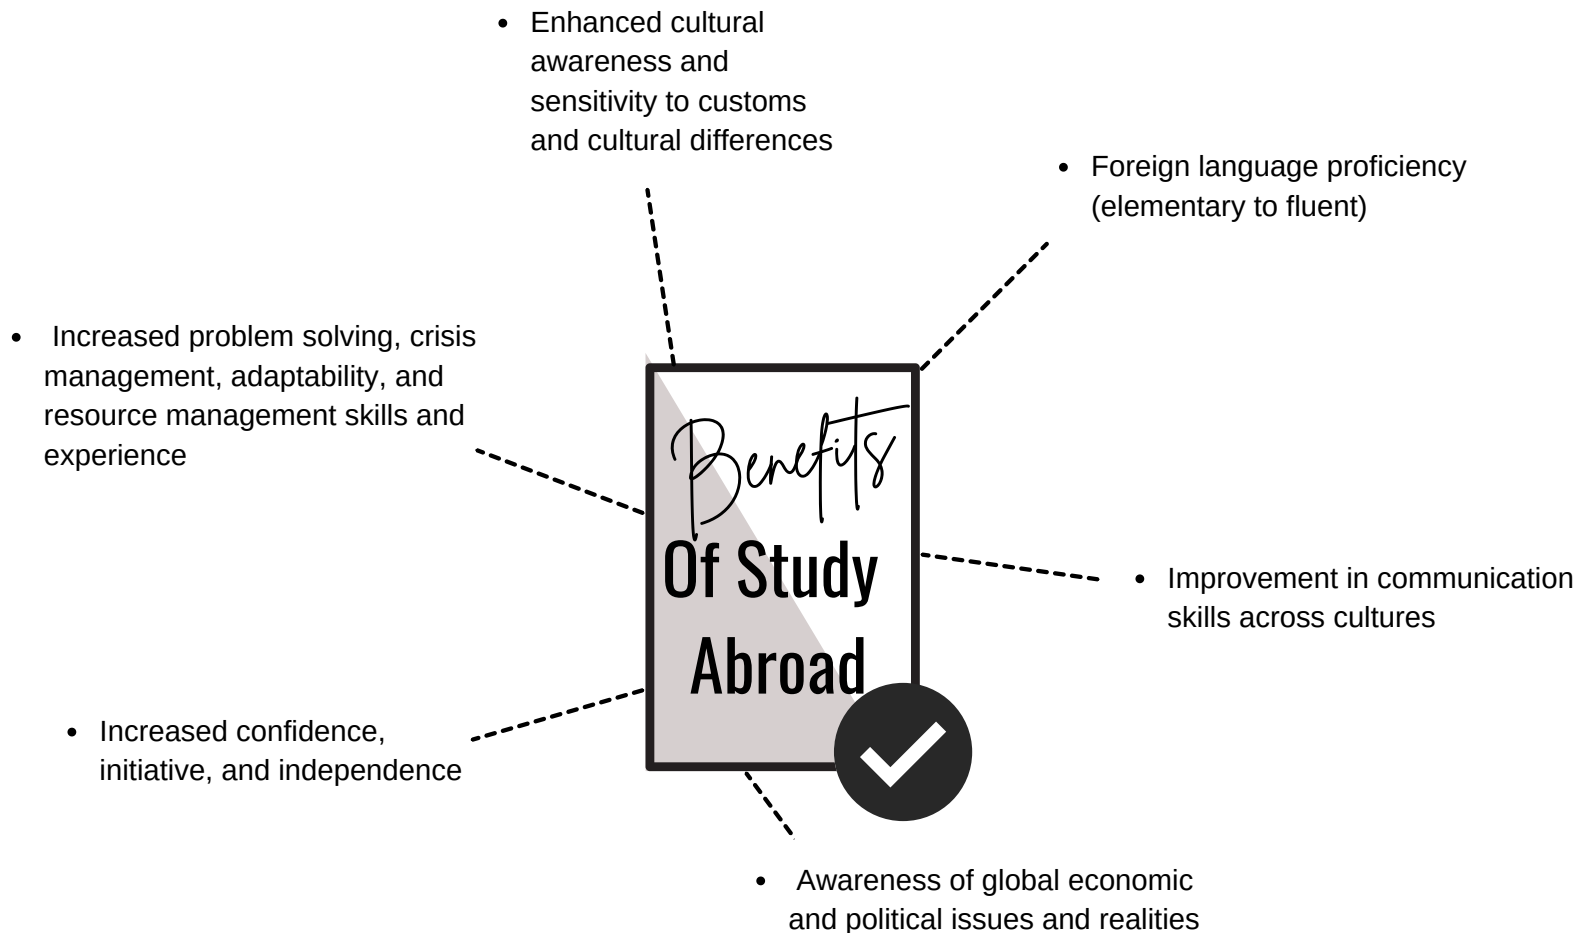 • Enhanced cultural
awareness and
sensitivity to customs
and cultural differences
• Foreign language proficiency
(elementary to fluent)
• Increased problem solving, crisis
management, adaptability, and
resource management skills and
experience
Benefits
Of Study
Abroad
• Improvement in communication
skills across cultures
• Increased confidence,
initiative, and independence
• Awareness of global economic
and political issues and realities